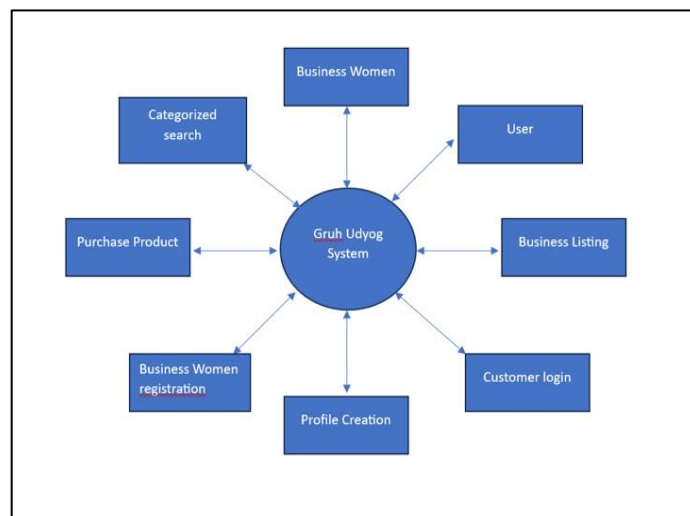 Business Women
Categorized
search
User
Gruh Udyog
System
Purchase Product
Business Listing
Business Women
registration
Customer login
Profile Creation